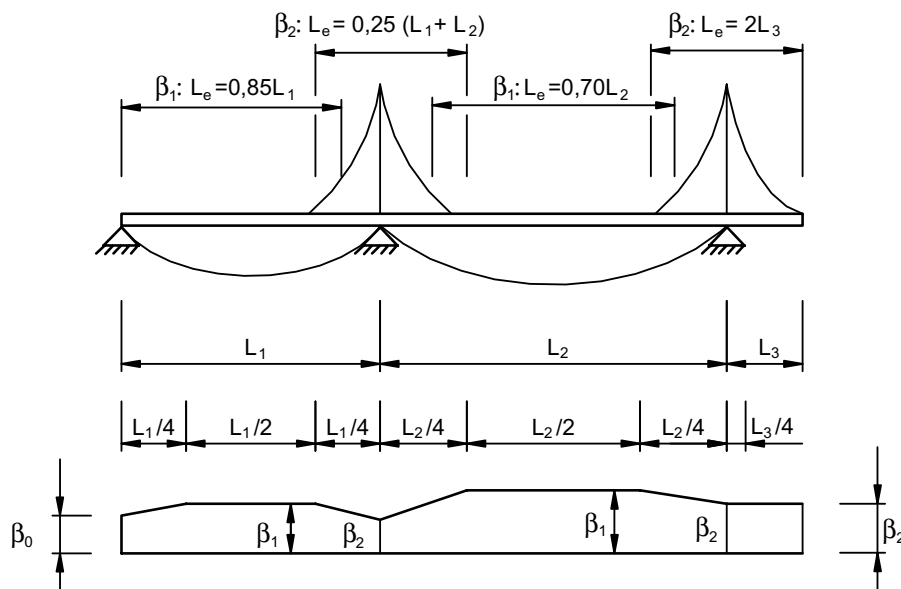 β₂: Lₑ = 0,25 (L₁ + L₂)
β₂: Lₑ = 2L₃
β₁: Lₑ=0,85L₁
β₁: Lₑ=0,70L₂
L₁
L₂
L₃
L₁/4
L₁/2
L₁/4
L₂/4
L₂/2
L₂/4
L₃/4
β₀
β₁
β₂
β₁
β₂
β₂